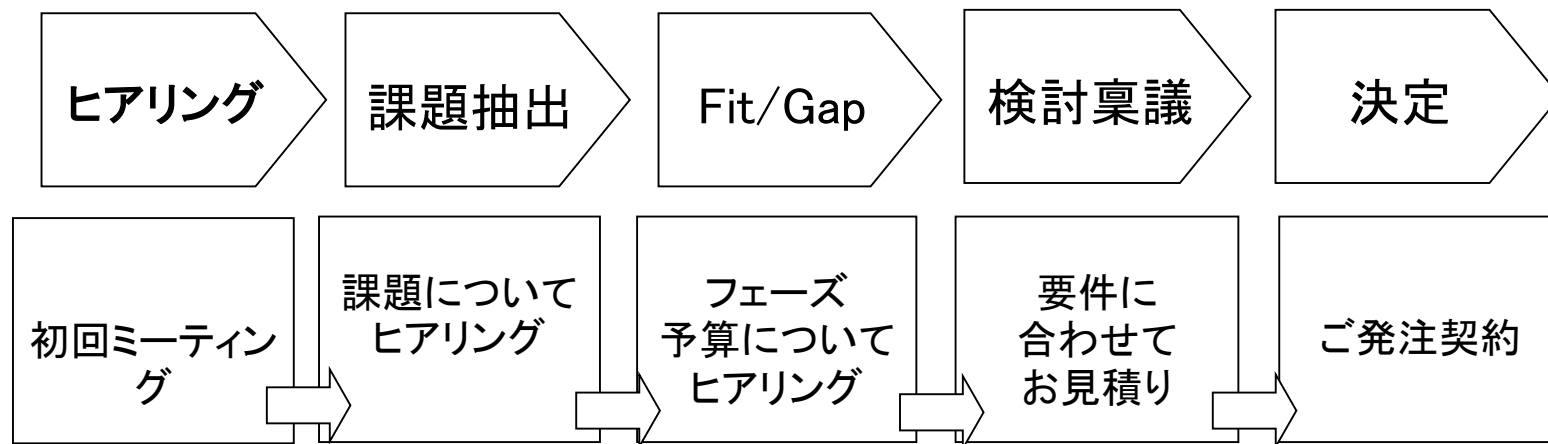 ヒアリング
課題抽出
Fit/Gap
検討稟議
決定
初回ミーティン
グ
課題について
ヒアリング
フェーズ
予算について
ヒアリング
要件に
合わせて
お見積り
ご発注契約